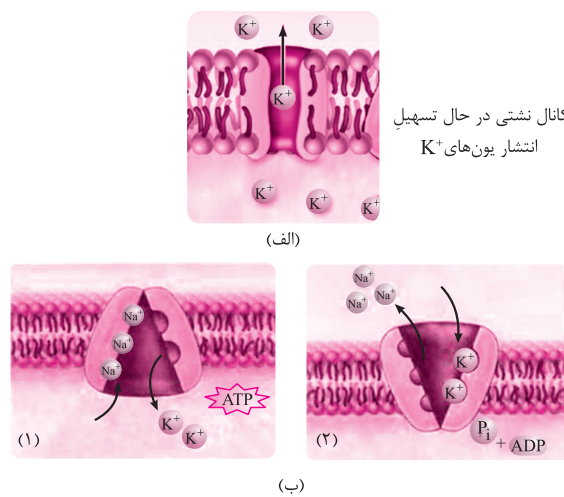 K+ K+
K+
کانال نشتی در حال تسهیلِ
انتشار یون‌های K+
K+ K+ K+
(الف)
Na+ Na+ Na+
K+ K+
ATP
(۱)
Na+ Na+ Na+
K+
K+
Pi + ADP
(۲)
(ب)